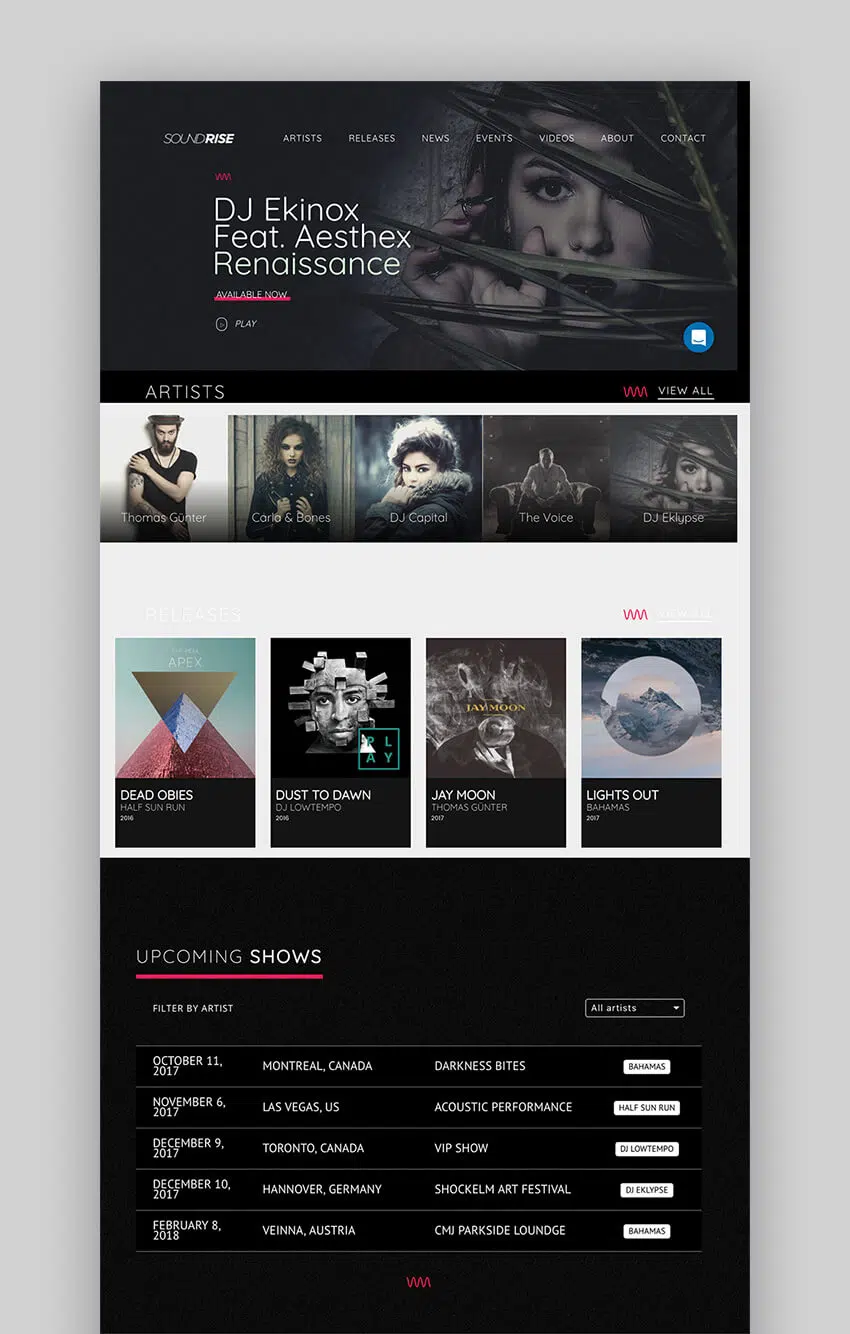 SOUNDRISE
ARTISTS RELEASES NEWS EVENTS VIDEOS ABOUT CONTACT
DJ Ekinox
Feat. Aesthex
Renaissance
AVAILABLE NOW
PLAY
ARTISTS
VIEW ALL
Thomas Günter
Carla & Bones
DJ Capital
The Voice
DJ Eklypse
RELEASES
VIEW ALL
APEX
DEAD OBIES
HALF SUN RUN
2016
PL
AY
DUST TO DAWN
DJ LOWTEMPO
2016
JAY MOON
JAY MOON
THOMAS GÜNTER
2017
LIGHTS OUT
BAHAMAS
2017
UPCOMING SHOWS
FILTER BY ARTIST
All artists
OCTOBER 11,
2017
MONTREAL, CANADA
DARKNESS BITES
BAHAMAS
NOVEMBER 6,
2017
LAS VEGAS, US
ACOUSTIC PERFORMANCE
HALF SUN RUN
DECEMBER 9,
2017
TORONTO, CANADA
VIP SHOW
DJ LOWTEMPO
DECEMBER 10,
2017
HANNOVER, GERMANY
SHOCKELM ART FESTIVAL
DJ EKLYPSE
FEBRUARY 8,
2018
VEINNA, AUSTRIA
CMJ PARKSIDE LOUNDGE
BAHAMAS